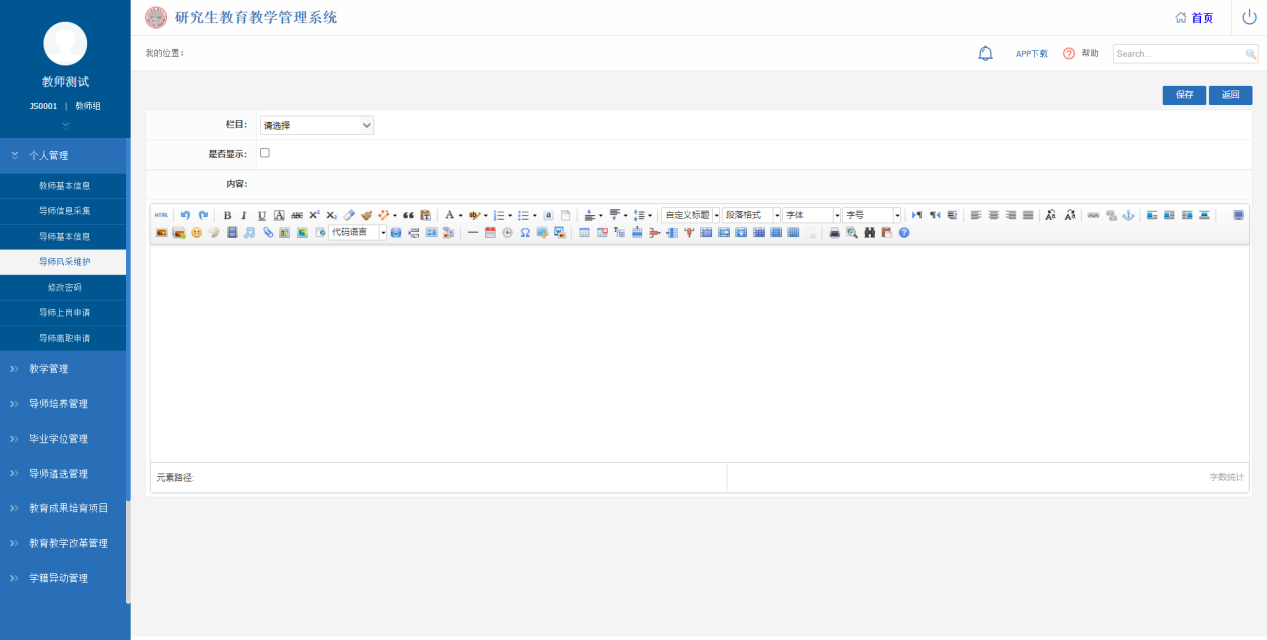 研究生教育教学管理系统
首页
教师测试
JS0001 | 教师组
我的位置：
APP下载
帮助
Search...
保存
返回
个人管理
教师基本信息
导师信息采集
导师基本信息
导师风采维护
修改密码
导师上岗申请
导师离职申请
教学管理
导师培养管理
毕业学位管理
导师遴选管理
教育成果培育项目
教育教学改革管理
学籍异动管理
栏目：
请选择
是否显示：
内容：
HTML
自定义标题
段落格式
字体
字号
代码语言
元素路径:
字数统计